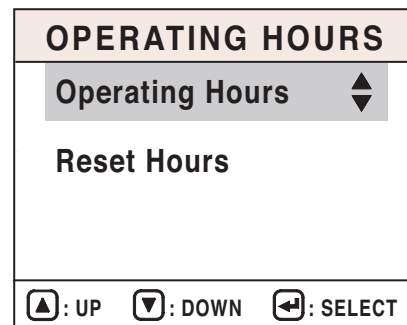 OPERATING HOURS
Operating Hours
Reset Hours
: UP : DOWN : SELECT